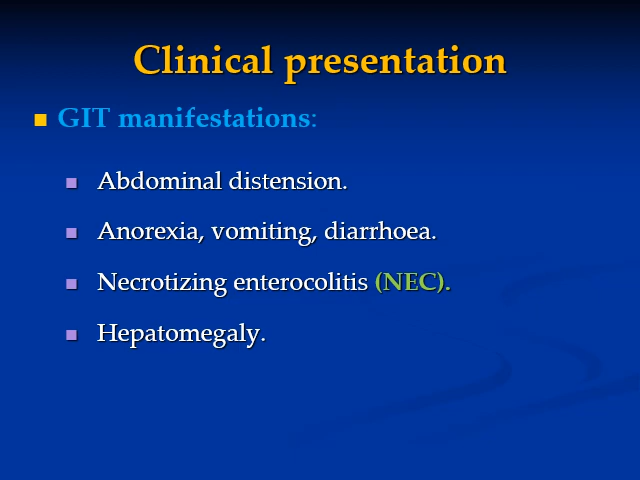 Clinical presentation
GIT manifestations:
Abdominal distension.
Anorexia, vomiting, diarrhoea.
Necrotizing enterocolitis (NEC).
Hepatomegaly.